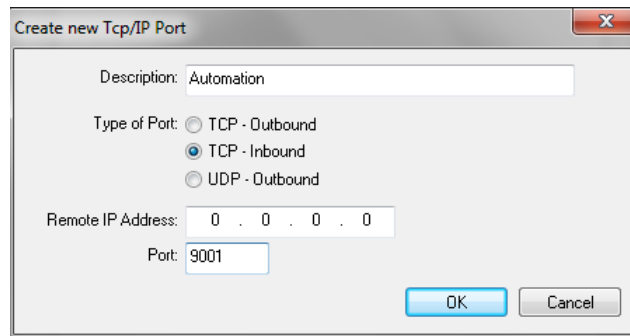 Create new Tcp/IP Port
X
Description: Automation
Type of Port: TCP - Outbound
TCP - Inbound
UDP - Outbound
Remote IP Address: 0 . 0 . 0 . 0
Port: 9001
OK Cancel